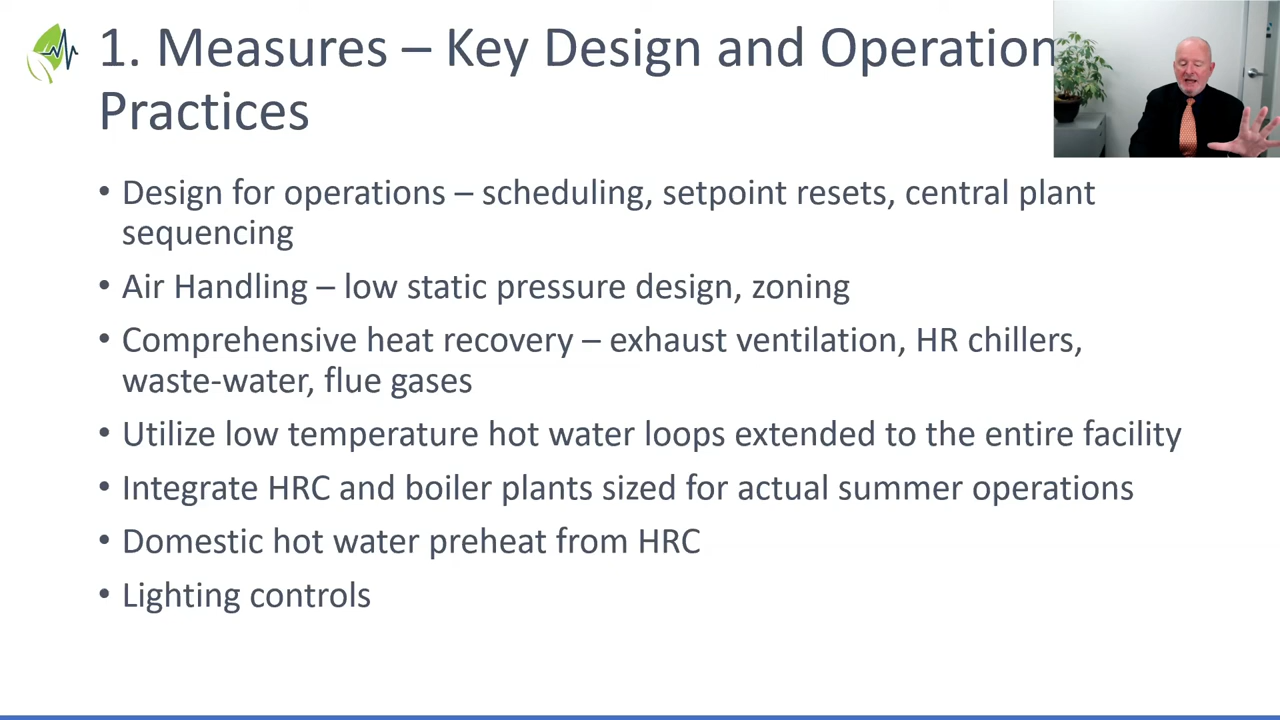 1. Measures – Key Design and Operation
Practices
• Design for operations – scheduling, setpoint resets, central plant
sequencing
• Air Handling – low static pressure design, zoning
• Comprehensive heat recovery – exhaust ventilation, HR chillers,
waste-water, flue gases
• Utilize low temperature hot water loops extended to the entire facility
• Integrate HRC and boiler plants sized for actual summer operations
• Domestic hot water preheat from HRC
• Lighting controls